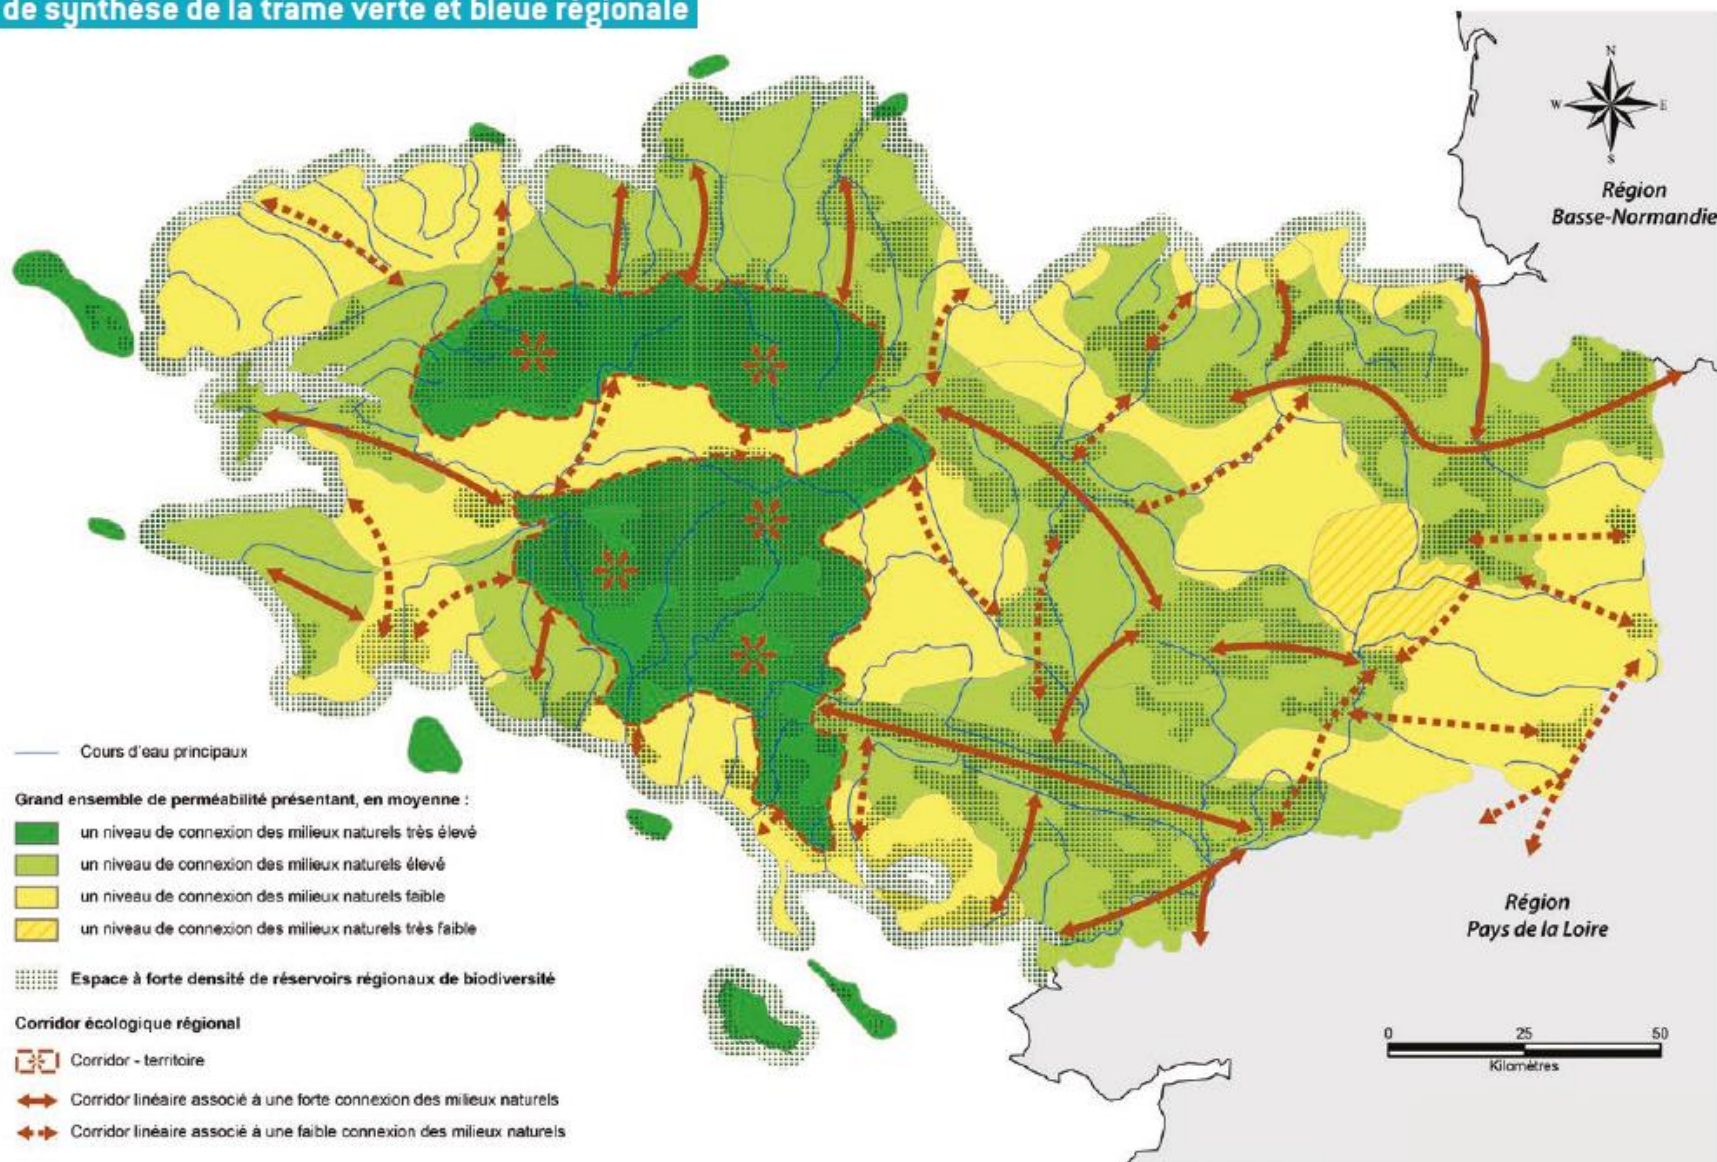 de synthèse de la trame verte et bleue régionale
N
W
E
S
Région
Basse-Normandie
Cours d'eau principaux
Grand ensemble de perméabilité présentant, en moyenne :
un niveau de connexion des milieux naturels très élevé
un niveau de connexion des milieux naturels élevé
un niveau de connexion des milieux naturels faible
un niveau de connexion des milieux naturels très faible
Espace à forte densité de réservoirs régionaux de biodiversité
Corridor écologique régional
Corridor - territoire
Corridor linéaire associé à une forte connexion des milieux naturels
Corridor linéaire associé à une faible connexion des milieux naturels
Région
Pays de la Loire
0 25 50
Kilomètres